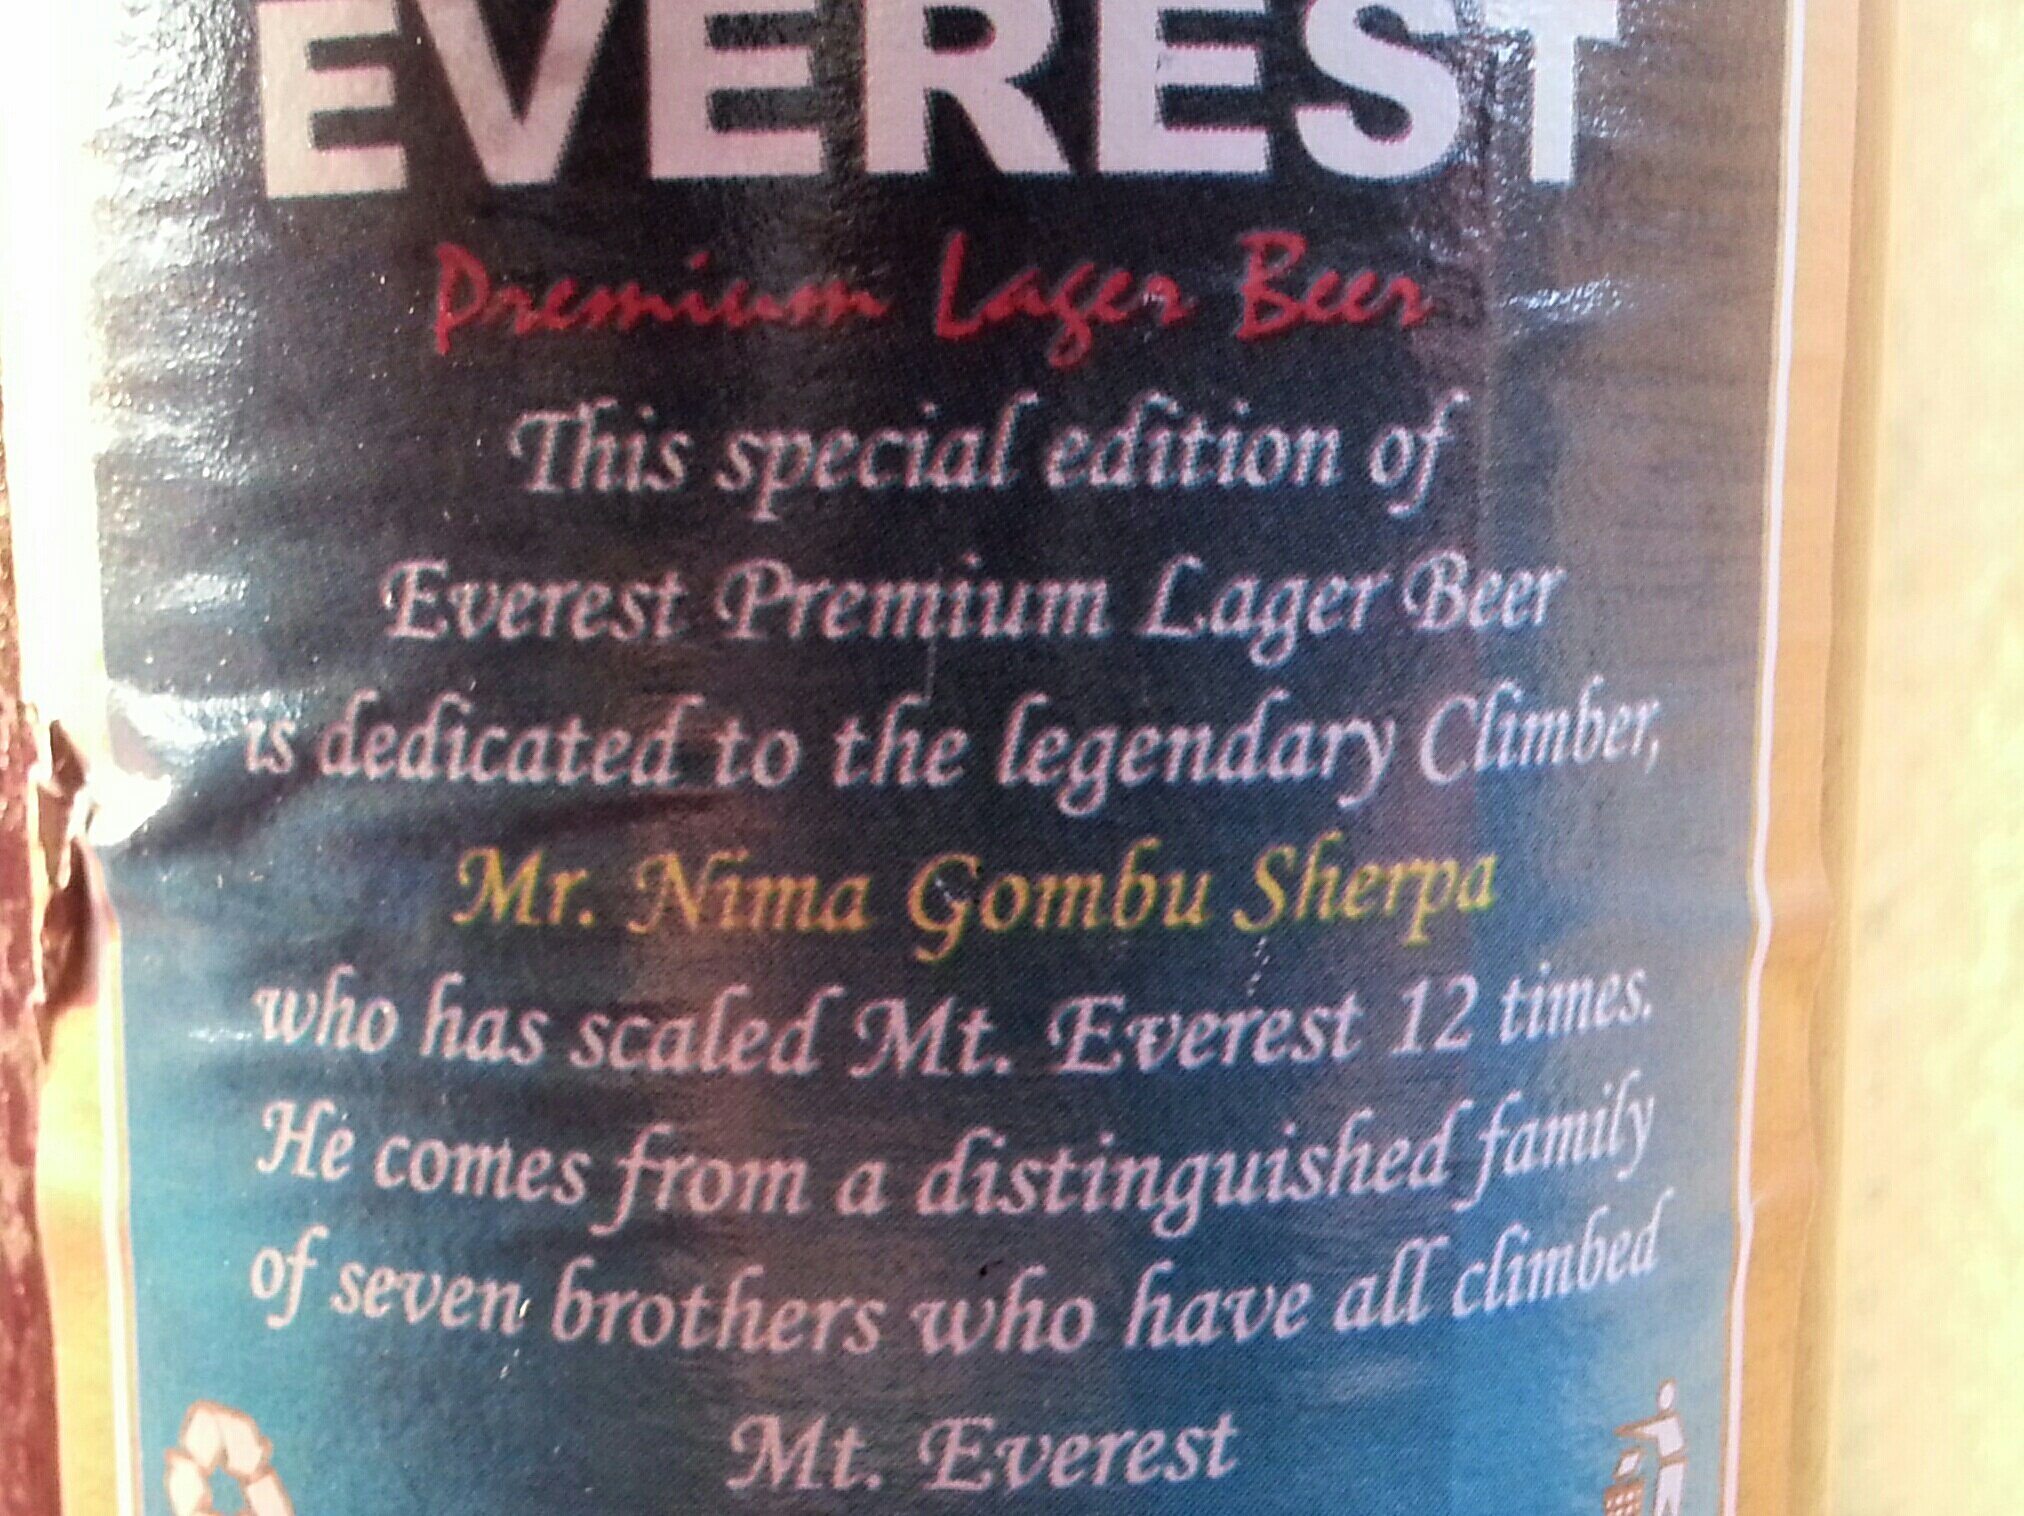 EVEREST
Premium Lager Beer
This special edition of
Everest Premium Lager Beer
is dedicated to the legendary Climber,
Mr. Nima Gombu Sherpa
who has scaled Mt. Everest 12 times.
He comes from a distinguished family
of seven brothers who have all climbed
Mt. Everest